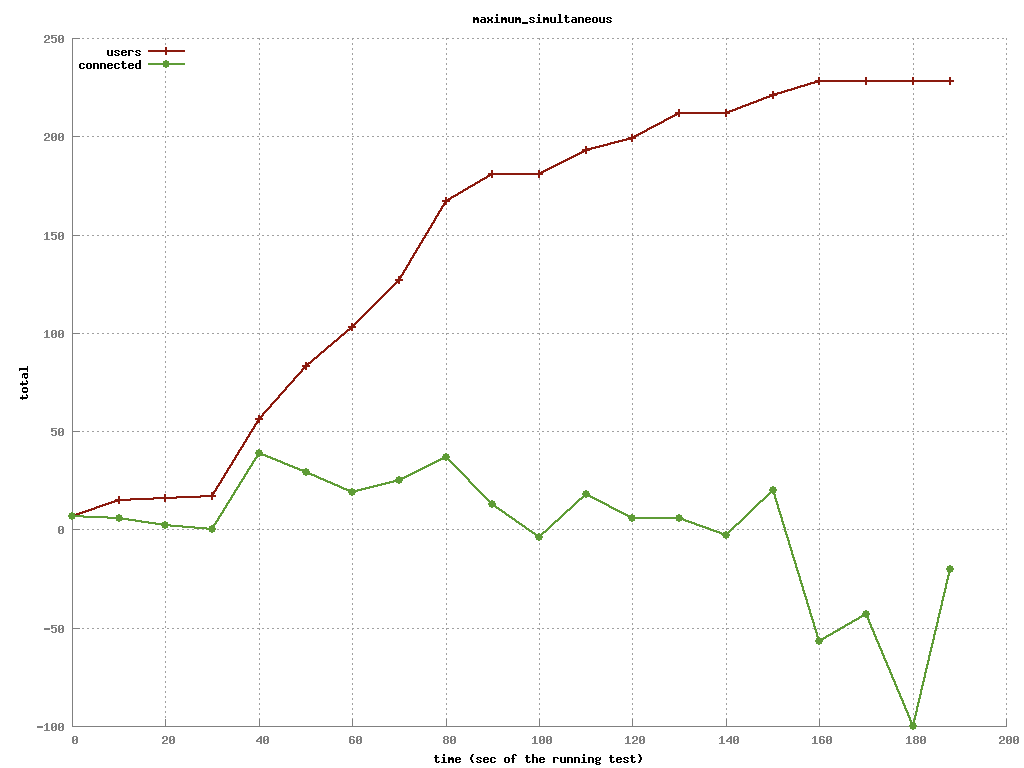 maximum_simultaneous
users
connected
250
200
150
100
50
0
-50
-100
total
0 20 40 60 80 100 120 140 160 180 200
time (sec of the running test)